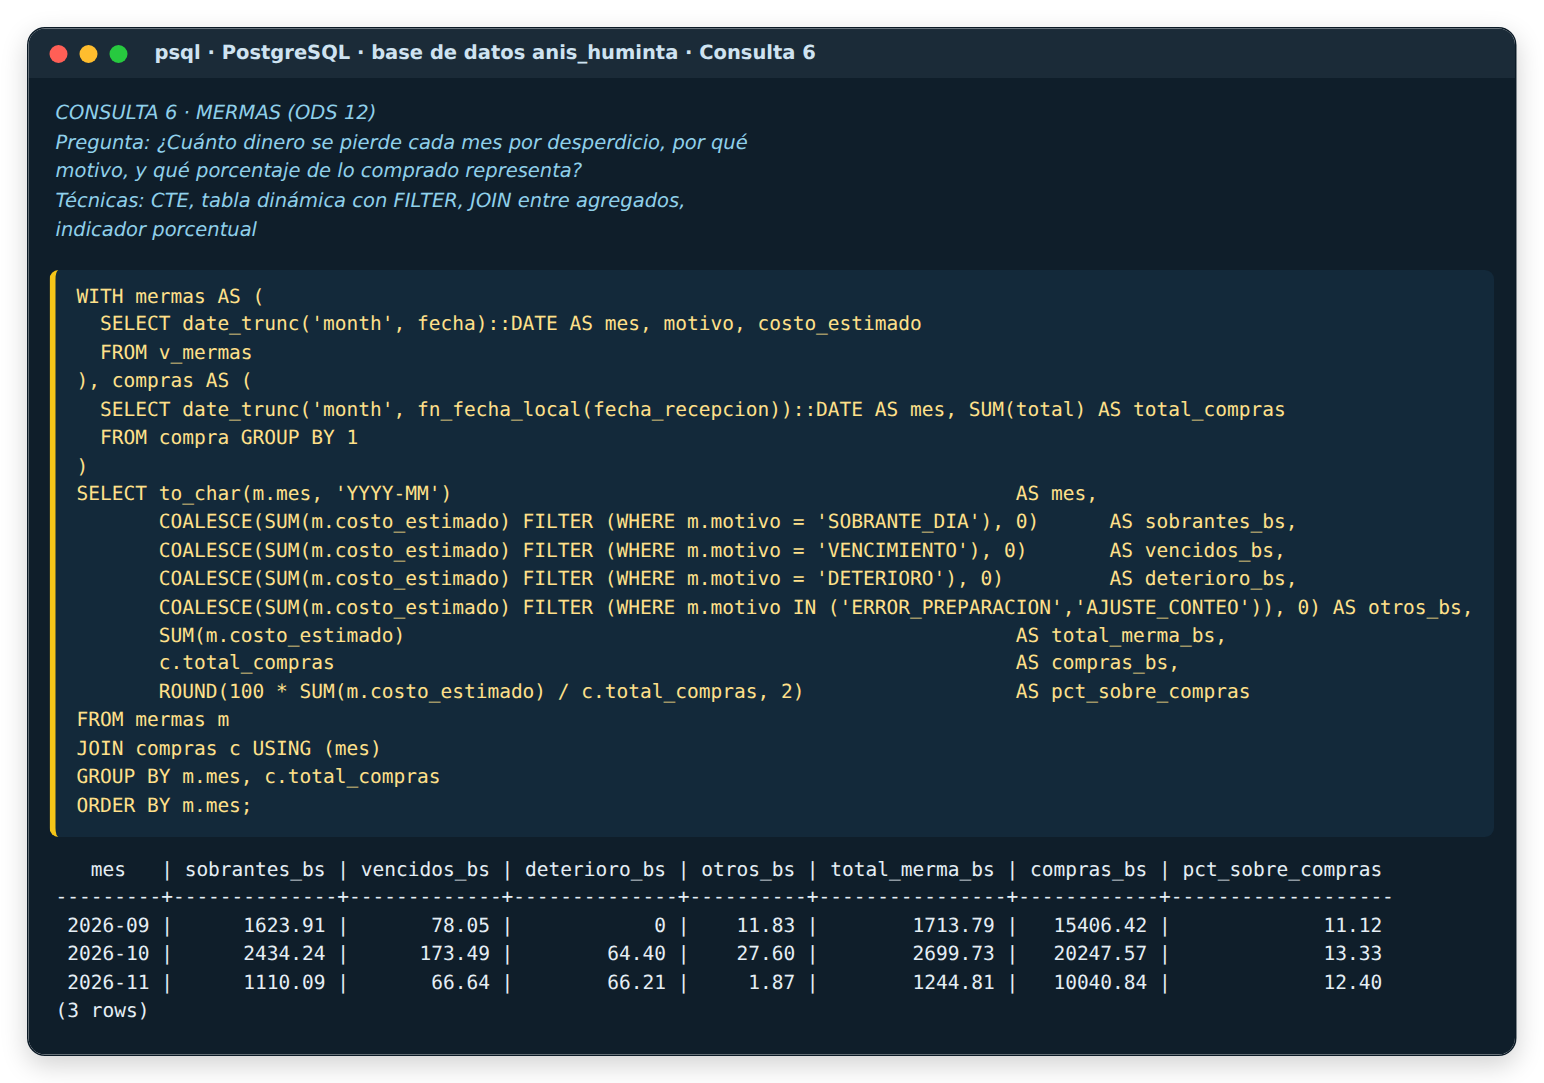 psql · PostgreSQL · base de datos anis_huminta · Consulta 6
CONSULTA 6 · MERMAS (ODS 12)
Pregunta: ¿Cuánto dinero se pierde cada mes por desperdicio, por qué
motivo, y qué porcentaje de lo comprado representa?
Técnicas: CTE, tabla dinámica con FILTER, JOIN entre agregados,
indicador porcentual
WITH mermas AS (
  SELECT date_trunc('month', fecha)::DATE AS mes, motivo, costo_estimado
  FROM v_mermas
), compras AS (
  SELECT date_trunc('month', fn_fecha_local(fecha_recepcion))::DATE AS mes, SUM(total) AS total_compras
  FROM compra GROUP BY 1
)
SELECT to_char(m.mes, 'YYYY-MM')                                                AS mes,
       COALESCE(SUM(m.costo_estimado) FILTER (WHERE m.motivo = 'SOBRANTE_DIA'), 0)      AS sobrantes_bs,
       COALESCE(SUM(m.costo_estimado) FILTER (WHERE m.motivo = 'VENCIMIENTO'), 0)       AS vencidos_bs,
       COALESCE(SUM(m.costo_estimado) FILTER (WHERE m.motivo = 'DETERIORO'), 0)         AS deterioro_bs,
       COALESCE(SUM(m.costo_estimado) FILTER (WHERE m.motivo IN ('ERROR_PREPARACION','AJUSTE_CONTEO')), 0) AS otros_bs,
       SUM(m.costo_estimado)                                                    AS total_merma_bs,
       c.total_compras                                                          AS compras_bs,
       ROUND(100 * SUM(m.costo_estimado) / c.total_compras, 2)                  AS pct_sobre_compras
FROM mermas m
JOIN compras c USING (mes)
GROUP BY m.mes, c.total_compras
ORDER BY m.mes;
   mes   | sobrantes_bs | vencidos_bs | deterioro_bs | otros_bs | total_merma_bs | compras_bs | pct_sobre_compras
---------+--------------+-------------+--------------+----------+----------------+------------+-------------------
 2026-09 |      1623.91 |       78.05 |            0 |    11.83 |        1713.79 |   15406.42 |             11.12
 2026-10 |      2434.24 |      173.49 |        64.40 |    27.60 |        2699.73 |   20247.57 |             13.33
 2026-11 |      1110.09 |       66.64 |        66.21 |     1.87 |        1244.81 |   10040.84 |             12.40
(3 rows)